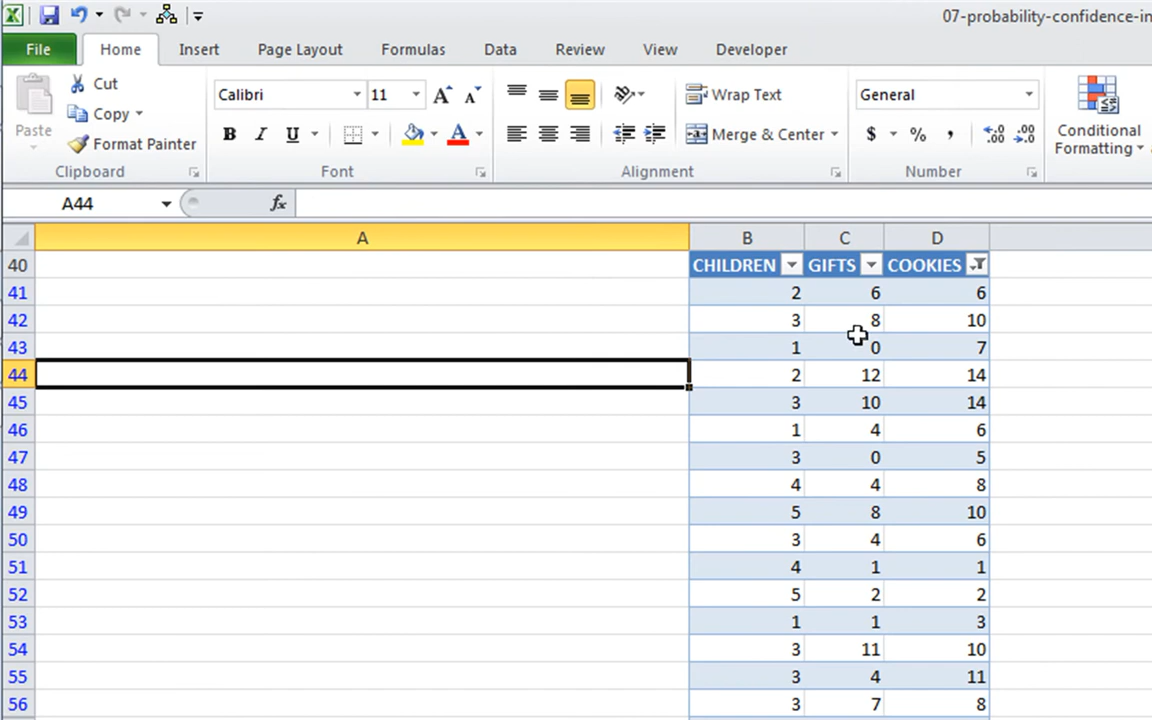 07-probability-confidence-in
File Home Insert Page Layout Formulas Data Review View Developer
Cut
Copy
Format Painter
Paste
Calibri 11
B I U
Wrap Text
Merge & Center
General
$ % ,
Conditional
Formatting
Clipboard Font Alignment Number
A44 fx
A B C D
40 CHILDREN GIFTS COOKIES
41 2 6 6
42 3 8 10
43 1 0 7
44 2 12 14
45 3 10 14
46 1 4 6
47 3 0 5
48 4 4 8
49 5 8 10
50 3 4 6
51 4 1 1
52 5 2 2
53 1 1 3
54 3 11 10
55 3 4 11
56 3 7 8